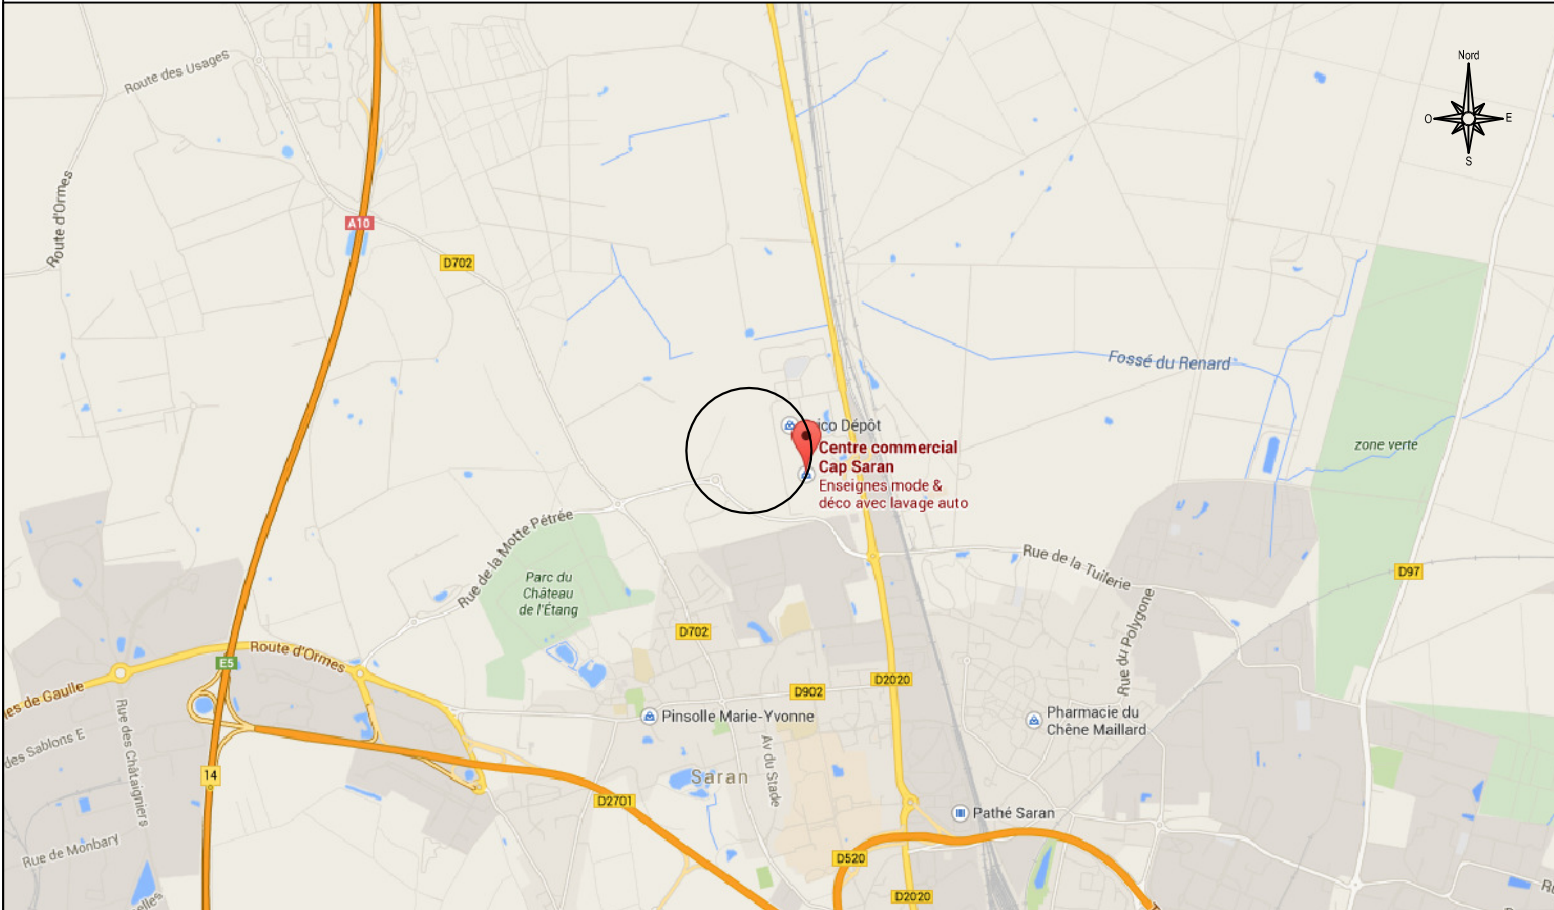 Nord
O
E
S
Route des Usages
Route d'Ormes
A10
D702
Fossé du Renard
ico Dépôt
Centre commercial
Cap Saran
Enseignes mode &
déco avec lavage auto
zone verte
Rue de la Motte Pétrée
Parc du
Château
de l'Étang
Rue de la Tuilerie
D97
Rue du Polygone
D702
Route d'Ormes
E5
es de Gaulle
D902
D2020
Rue des Châtaigniers
Pinsolle Marie-Yvonne
Pharmacie du
Chêne Maillard
des Sablons E
Av du Stade
14
Saran
D2701
Pathé Saran
Rue de Monbary
D520
D2020
elles